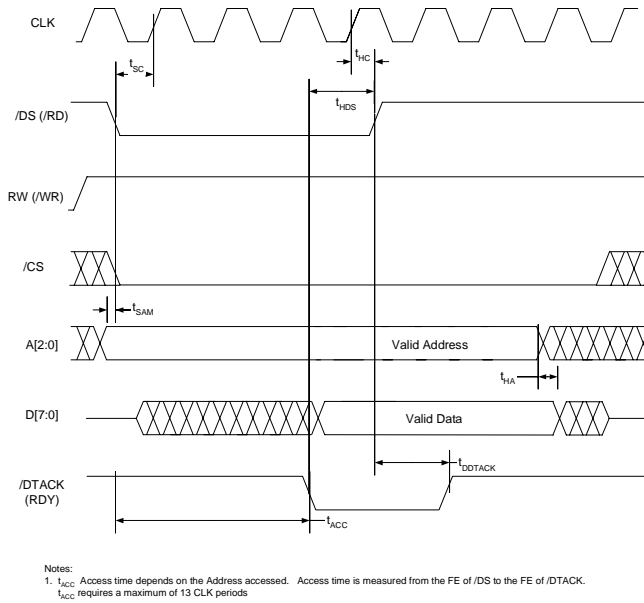 CLK
tSC
tHC
tHDS
/DS (/RD)
RW (/WR)
/CS
tSAM
A[2:0]
Valid Address
tHA
D[7:0]
Valid Data
tDDTACK
/DTACK
(RDY)
tACC
Notes:
1. tACC Access time depends on the Address accessed. Access time is measured from the FE of /DS to the FE of /DTACK.
tACC requires a maximum of 13 CLK periods